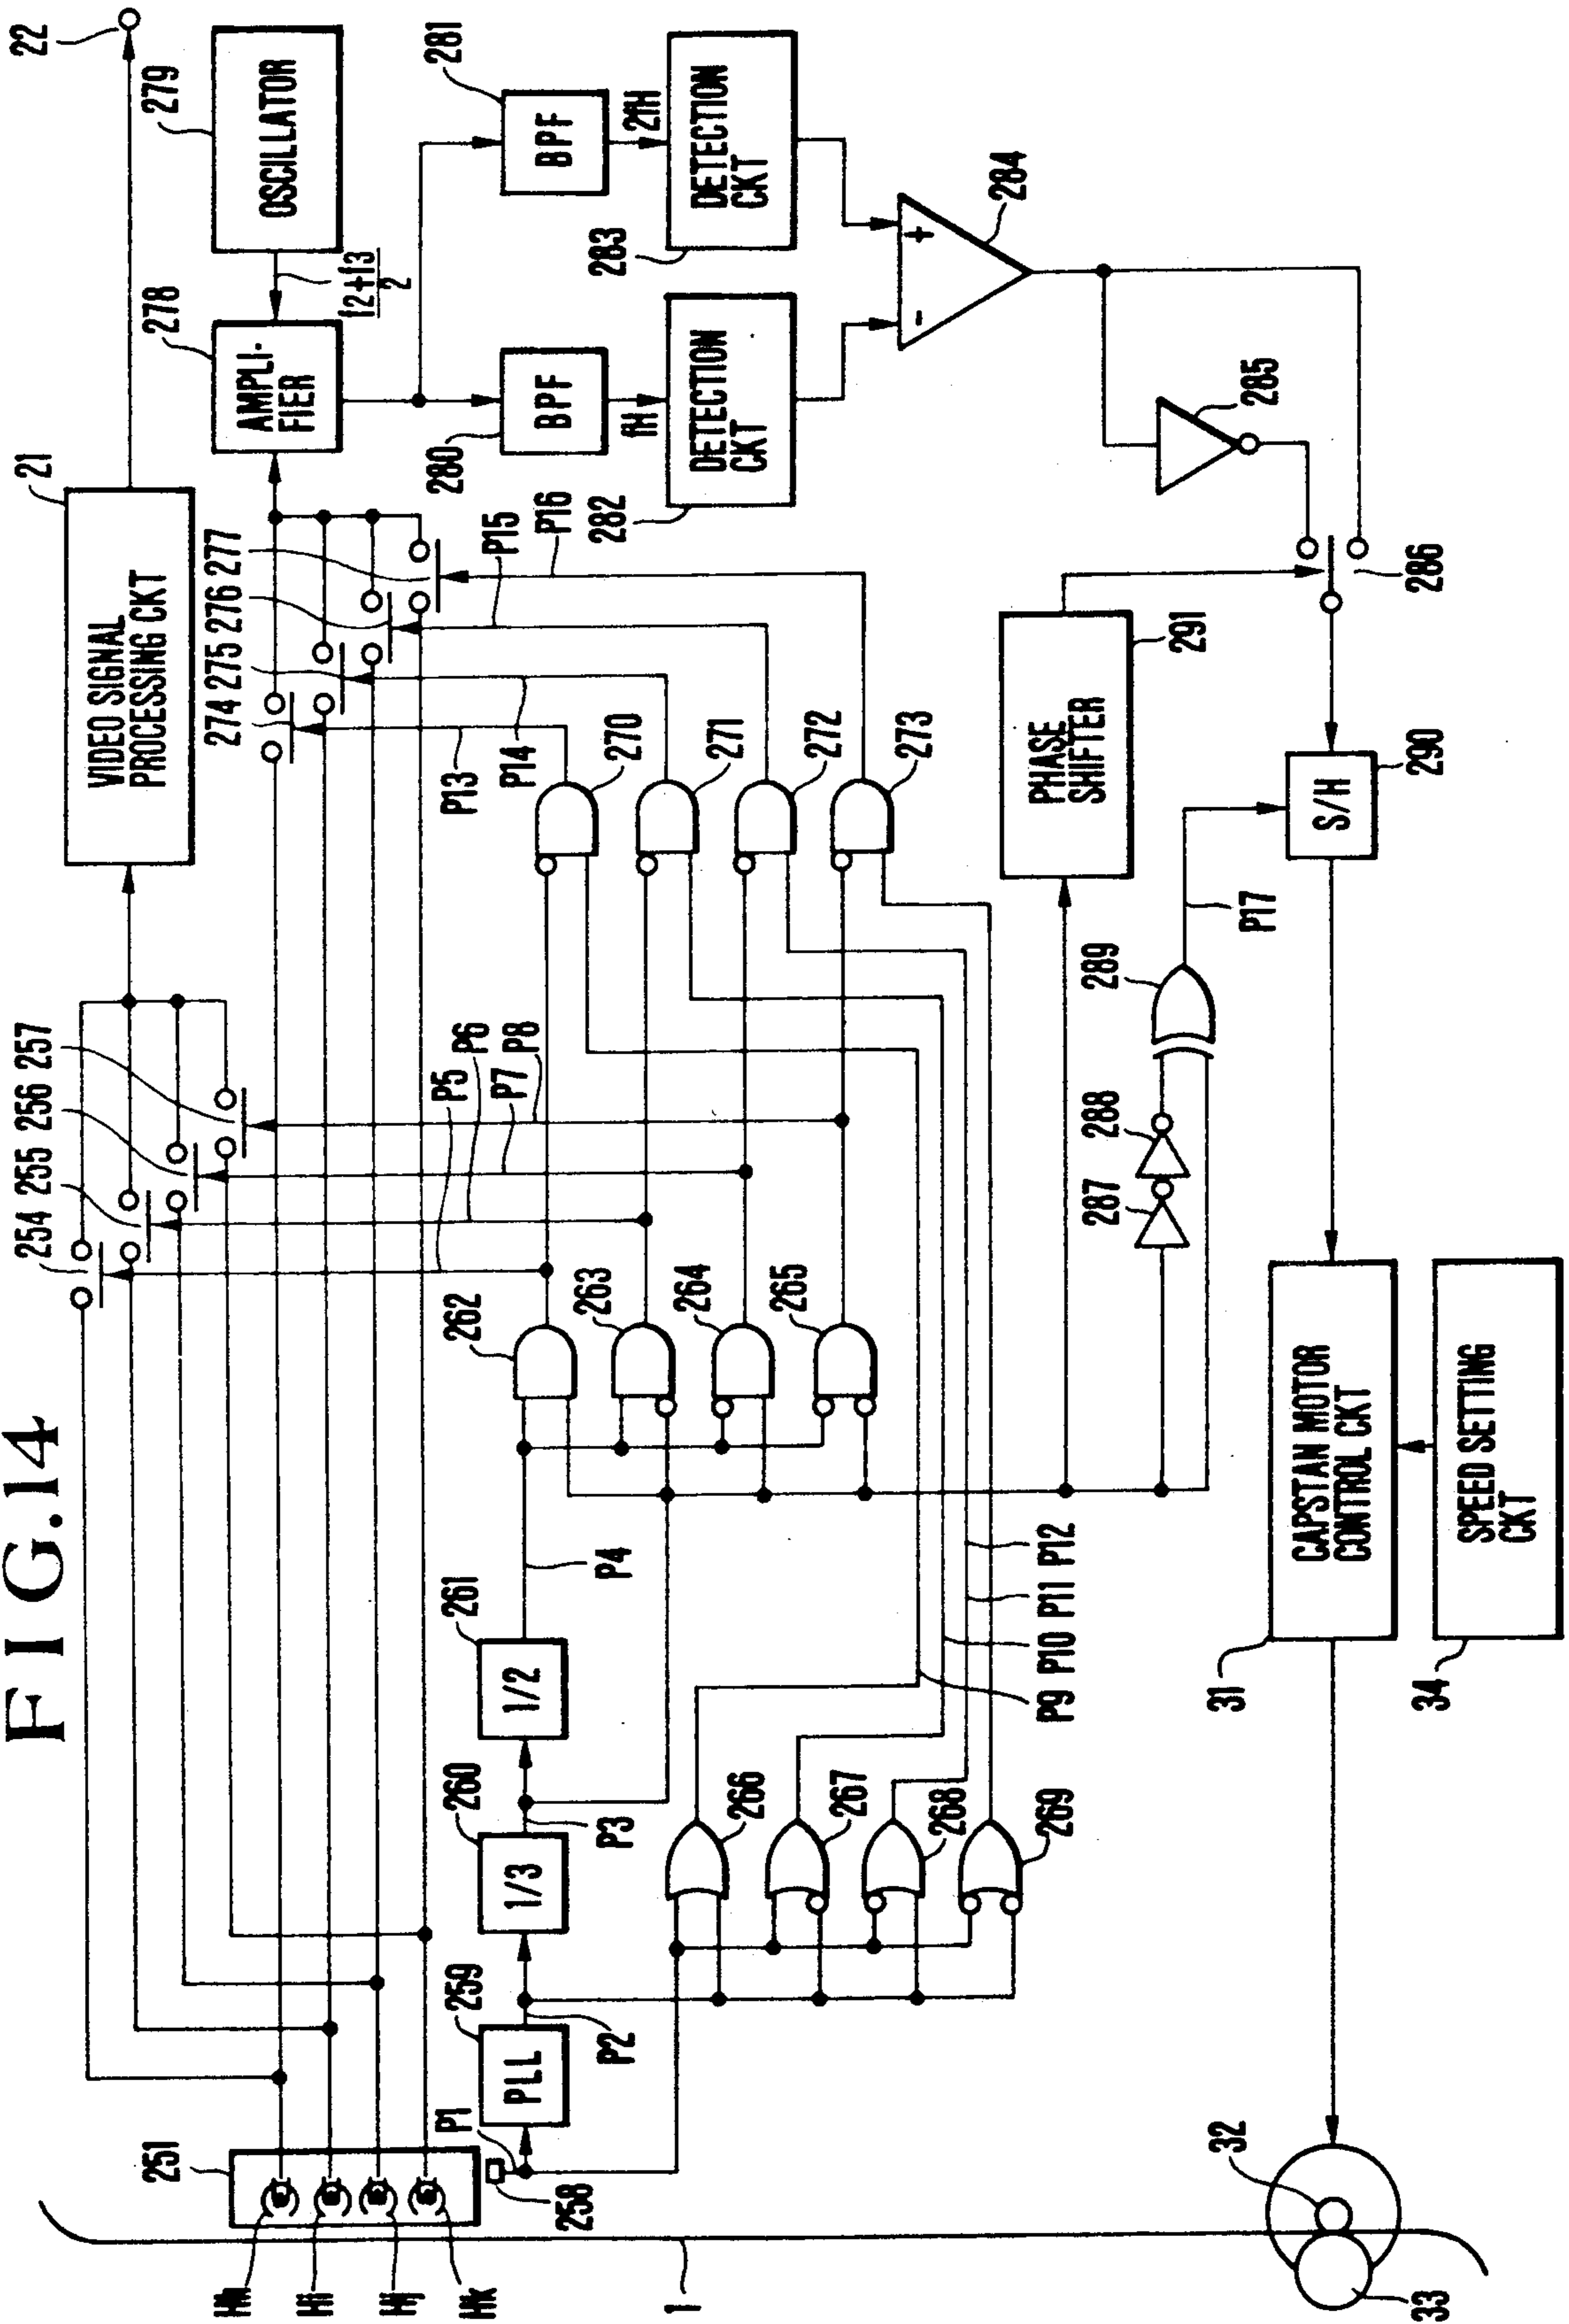 FIG.14
22
21
VIDEO SIGNAL
PROCESSING CKT
279
OSCILLATOR
278
AMPLI-
FIER
f2+f3
2
281
BPF
2fH
280
BPF
fH
283
DETECTION
CKT
282
DETECTION
CKT
+
-
284
285
286
254
255
256
257
274
275
276
277
P5
P6
P7
P8
P13
P14
P15
P16
262
263
264
265
270
271
272
273
251
Hh
Hi
Hj
Hk
258
P1
259
PLL
P2
260
1/3
P3
261
1/2
P4
266
267
268
269
P9
P10
P11
P12
287
288
289
P17
PHASE
SHIFTER
291
S/H
290
CAPSTAN MOTOR
CONTROL CKT
31
SPEED SETTING
CKT
34
32
33
1